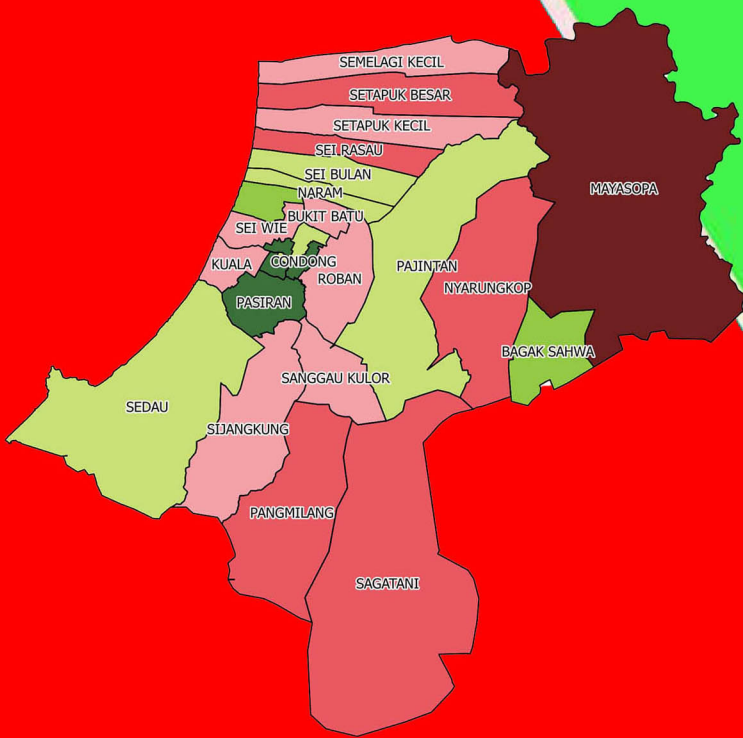 SEMELAGI KECIL
SETAPUK BESAR
SETAPUK KECIL
SEI RASAU
SEI BULAN
MAYASOPA
NARAM
BUKIT BATU
SEI WIE
CONDONG
KUALA
PAJINTAN
ROBAN
NYARUNGKOP
PASIRAN
BAGAK SAHWA
SANGGAU KULOR
SEDAU
SIJANGKUNG
PANGMILANG
SAGATANI